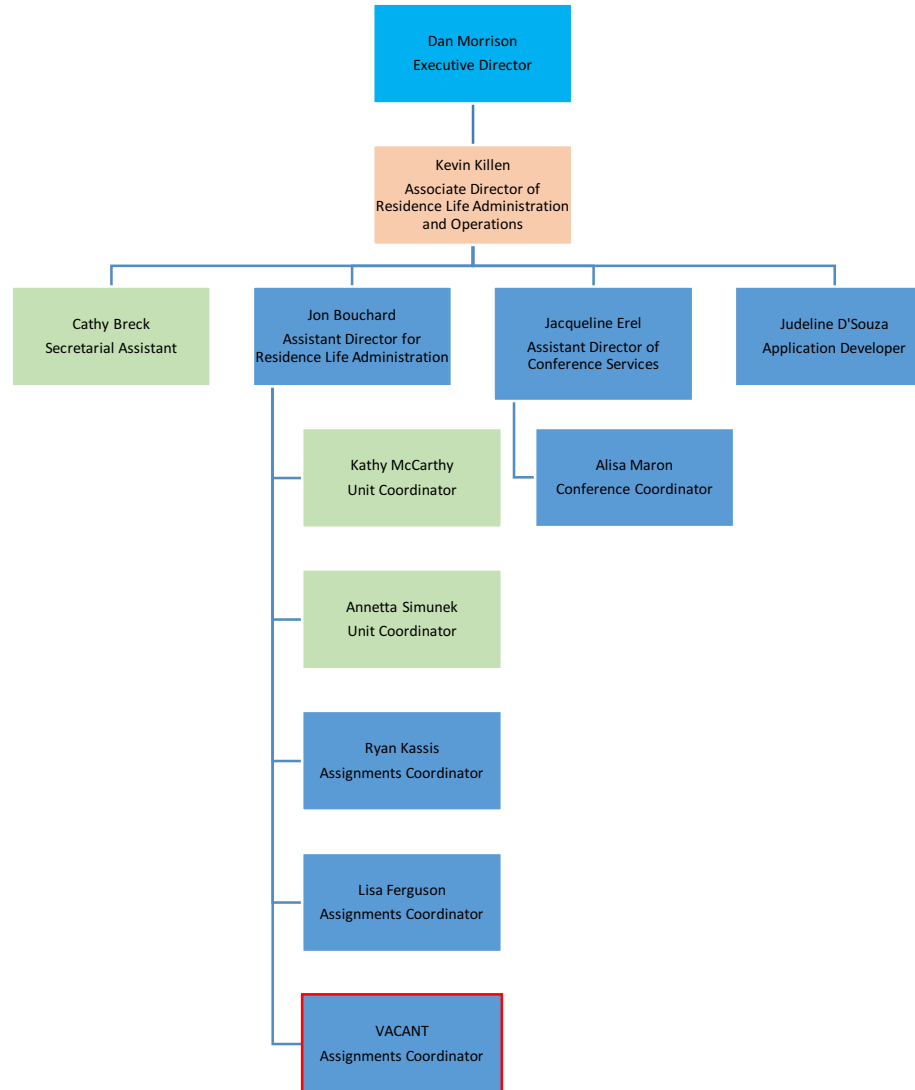 Dan Morrison
Executive Director
Kevin Killen
Associate Director of
Residence Life Administration
and Operations
Cathy Breck
Secretarial Assistant
Jon Bouchard
Assistant Director for
Residence Life Administration
Jacqueline Erel
Assistant Director of
Conference Services
Judeline D'Souza
Application Developer
Kathy McCarthy
Unit Coordinator
Alisa Maron
Conference Coordinator
Annetta Simunek
Unit Coordinator
Ryan Kassis
Assignments Coordinator
Lisa Ferguson
Assignments Coordinator
VACANT
Assignments Coordinator